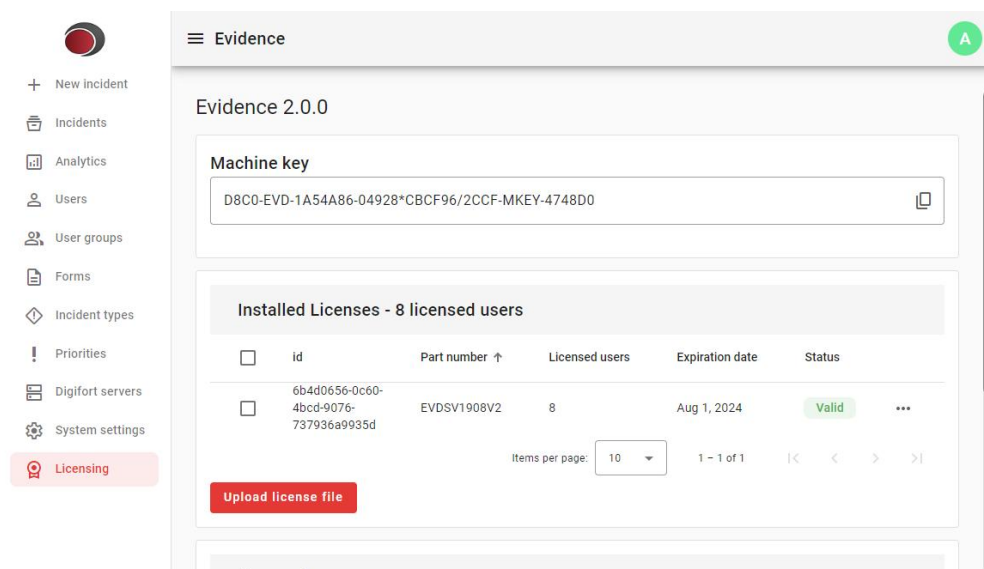 Evidence
A
New incident
Incidents
Analytics
Users
User groups
Forms
Incident types
Priorities
Digifort servers
System settings
Licensing
Evidence 2.0.0
Machine key
D8C0-EVD-1A54A86-04928*CBCF96/2CCF-MKEY-4748D0
Installed Licenses - 8 licensed users
id Part number ↑ Licensed users Expiration date Status
6b4d0656-0c60-
4bcd-9076-
737936a9935d
EVDSV1908V2 8 Aug 1, 2024 Valid
Items per page: 10 1 – 1 of 1
Upload license file